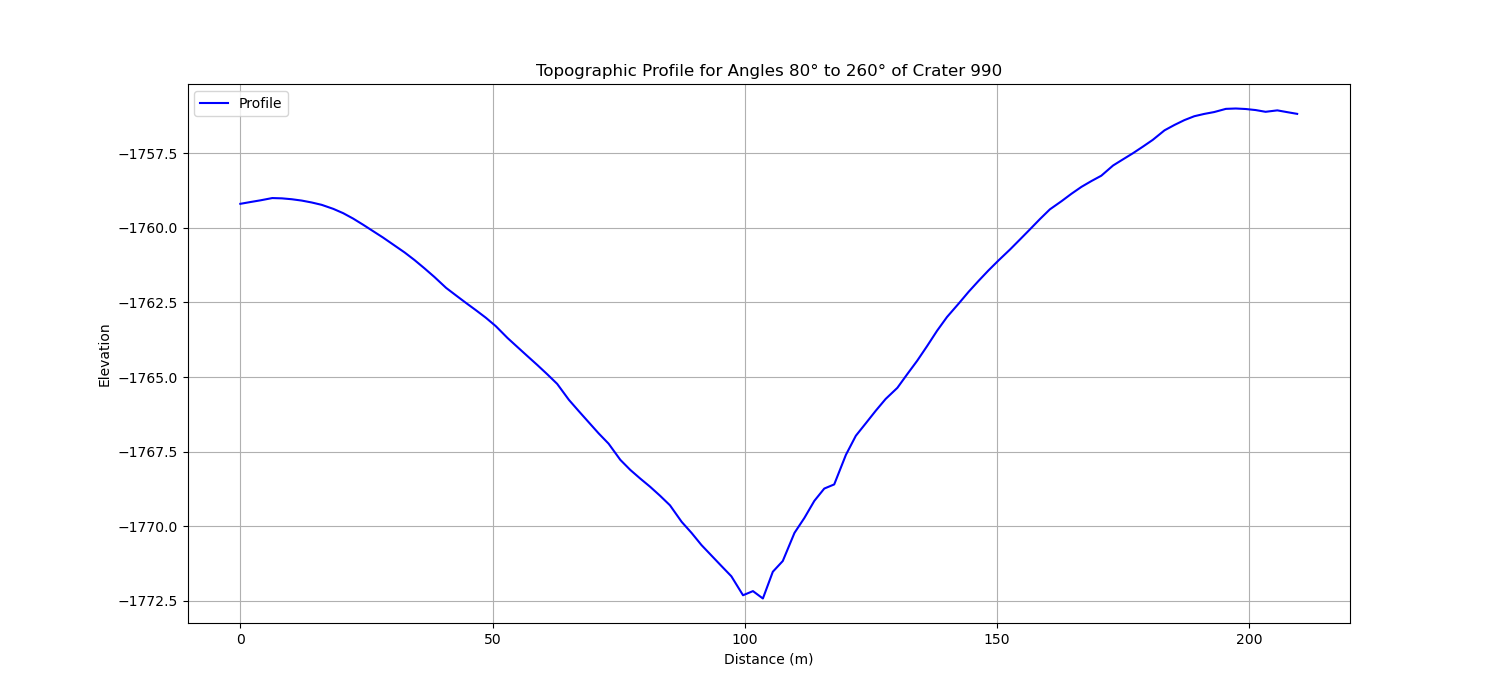 Topographic Profile for Angles 80° to 260° of Crater 990
Profile
−1757.5
−1760.0
−1762.5
−1765.0
−1767.5
−1770.0
−1772.5
Elevation
0 50 100 150 200
Distance (m)